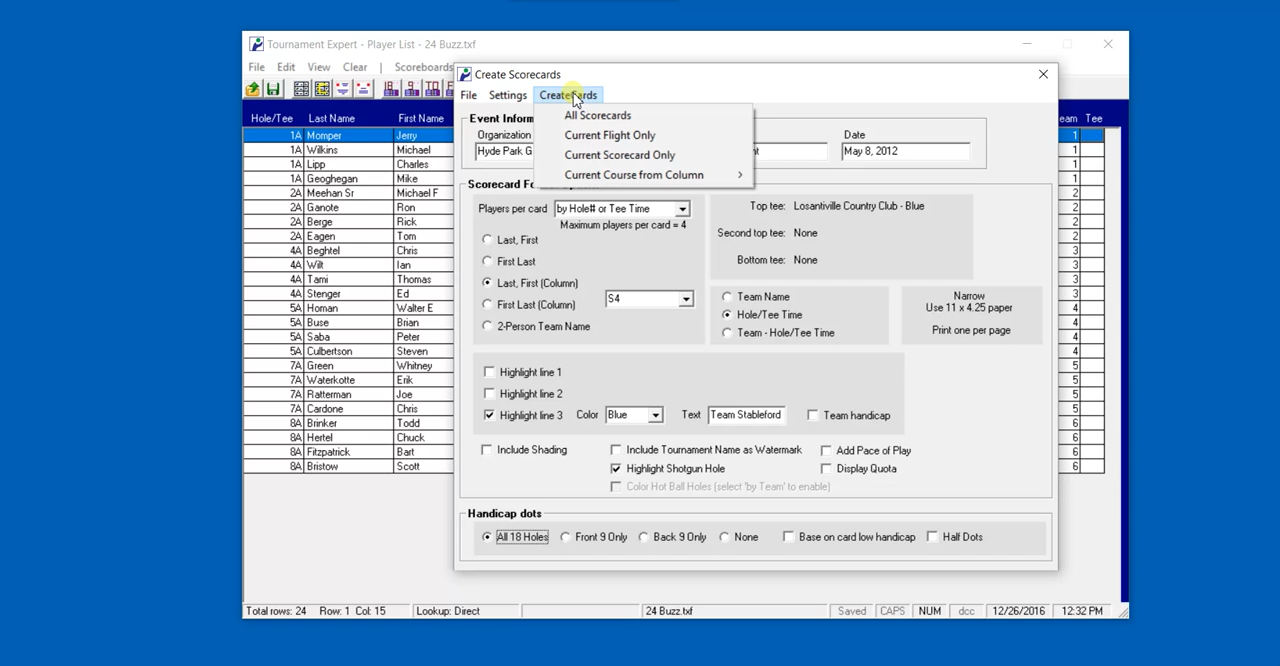 Tournament Expert - Player List - 24 Buzz.txf
File Edit View Clear | Scoreboards
Hole/Tee Last Name First Name
1A Momper Jerry
1A Wilkins Michael
1A Lipp Charles
1A Geoghegan Mike
2A Meehan Sr Michael F
2A Ganote Ron
2A Berge Rick
2A Eagen Tom
4A Beghtel Chris
4A Wilt Ian
4A Tami Thomas
4A Stenger Ed
5A Homan Walter E
5A Buse Brian
5A Saba Peter
5A Culbertson Steven
7A Green Whitney
7A Waterkotte Erik
7A Ratterman Joe
7A Cardone Chris
8A Brinker Todd
8A Hertel Chuck
8A Fitzpatrick Bart
8A Bristow Scott
eam Tee
1
1
1
1
2
2
2
2
3
3
3
3
4
4
4
4
5
5
5
5
6
6
6
6
Create Scorecards
File Settings CreateCards
All Scorecards
Current Flight Only
Current Scorecard Only
Current Course from Column
Event Inform
Organization
Date
Hyde Park G
nt
May 8, 2012
Scorecard Fo
Players per card by Hole# or Tee Time
Maximum players per card = 4
Last, First
First Last
Last, First (Column)
First Last (Column)
S4
2-Person Team Name
Top tee: Losantiville Country Club - Blue
Second top tee: None
Bottom tee: None
Team Name
Hole/Tee Time
Team - Hole/Tee Time
Narrow
Use 11 x 4.25 paper
Print one per page
Highlight line 1
Highlight line 2
Highlight line 3 Color Blue Text Team Stableford Team handicap
Include Shading
Include Tournament Name as Watermark
Add Pace of Play
Highlight Shotgun Hole
Display Quota
Color Hot Ball Holes (select 'by Team' to enable)
Handicap dots
All 18 Holes Front 9 Only Back 9 Only None Base on card low handicap Half Dots
Total rows: 24 Row: 1 Col: 15 Lookup: Direct 24 Buzz.txf Saved CAPS NUM dcc 12/26/2016 12:32 PM